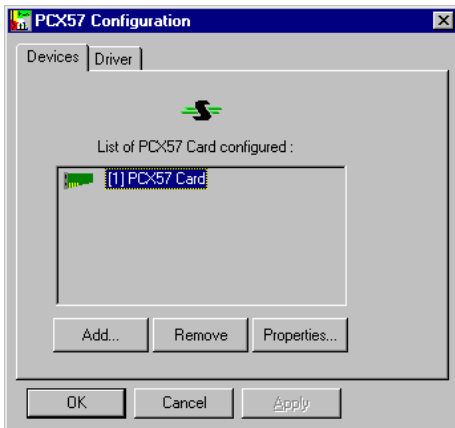 PCX57 Configuration
Devices Driver
List of PCX57 Card configured :
[1] PCX57 Card
Add... Remove Properties...
OK Cancel Apply